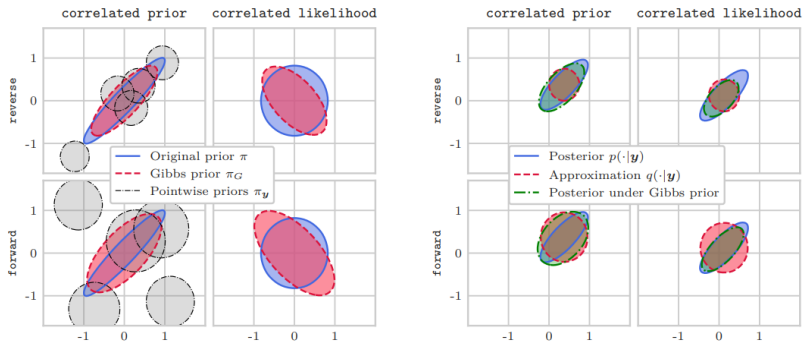 correlated prior
correlated likelihood
correlated prior
correlated likelihood
reverse
1
0
-1
reverse
1
0
-1
Original prior π
Gibbs prior π_G
Pointwise priors π_y
Posterior p(·|y)
Approximation q(·|y)
Posterior under Gibbs prior
forward
1
0
-1
forward
1
0
-1
-1 0 1
-1 0 1
-1 0 1
-1 0 1